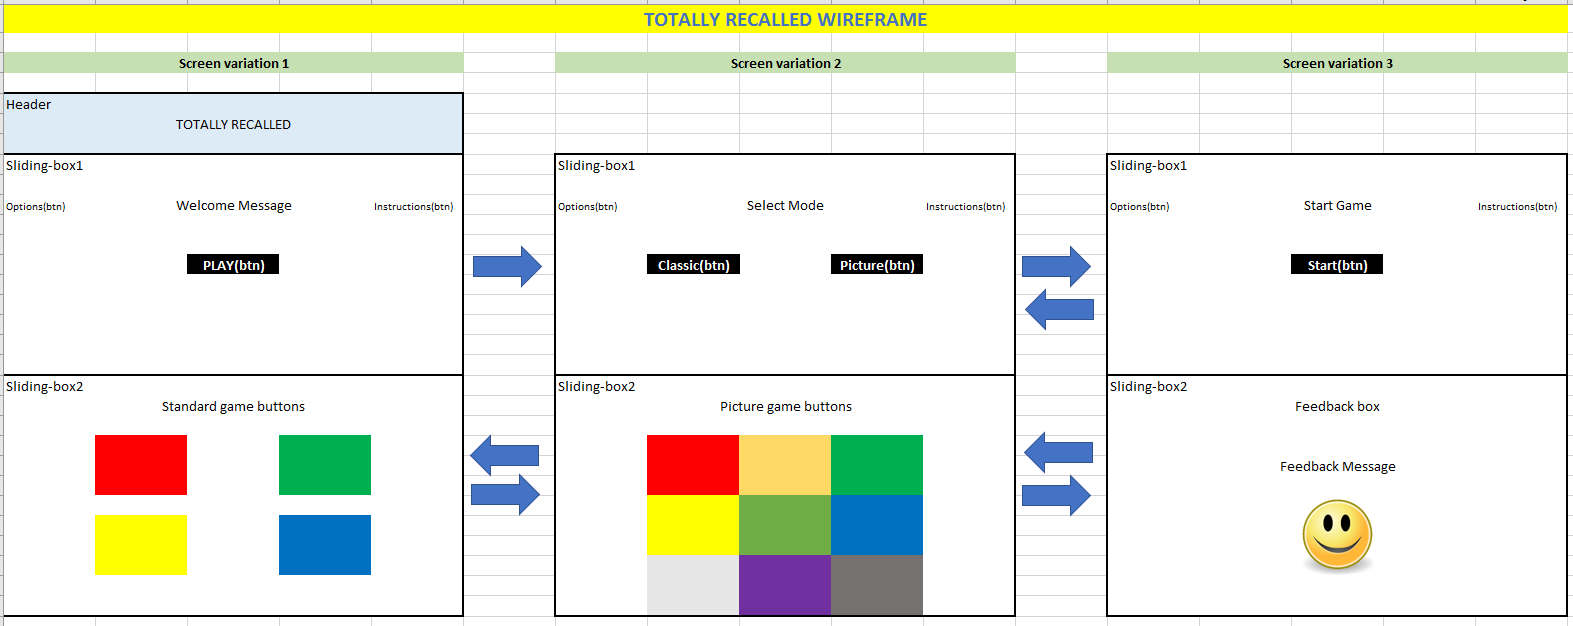 TOTALLY RECALLED WIREFRAME
Screen variation 1
Screen variation 2
Screen variation 3
Header
TOTALLY RECALLED
Sliding-box1
Options(btn)
Welcome Message
Instructions(btn)
PLAY(btn)
Sliding-box1
Options(btn)
Select Mode
Instructions(btn)
Classic(btn)
Picture(btn)
Sliding-box1
Options(btn)
Start Game
Instructions(btn)
Start(btn)
Sliding-box2
Standard game buttons
Sliding-box2
Picture game buttons
Sliding-box2
Feedback box
Feedback Message